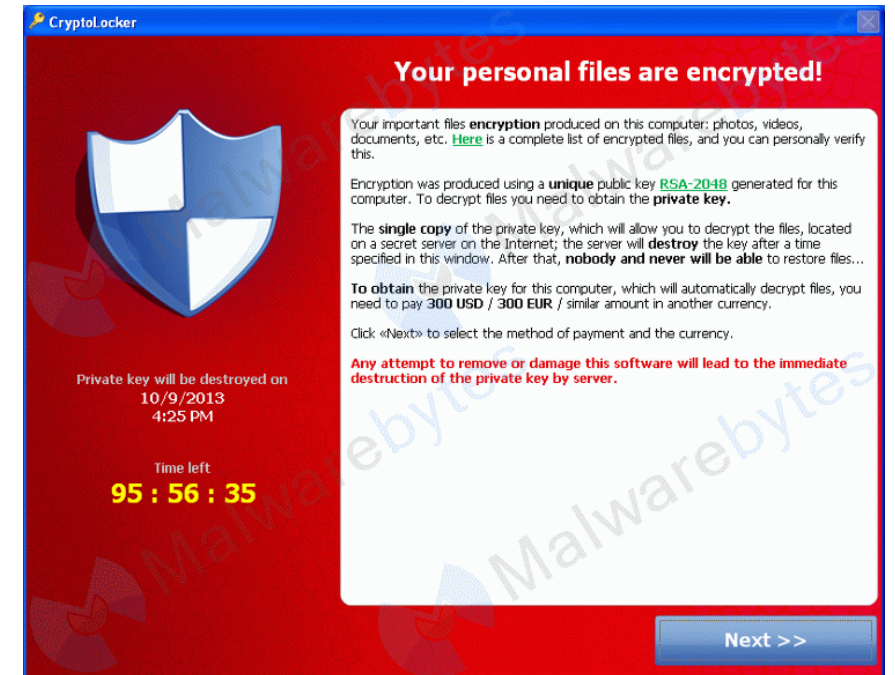 CryptoLocker
Your personal files are encrypted!
Your important files encryption produced on this computer: photos, videos,
documents, etc. Here is a complete list of encrypted files, and you can personally verify
this.
Encryption was produced using a unique public key RSA-2048 generated for this
computer. To decrypt files you need to obtain the private key.
The single copy of the private key, which will allow you to decrypt the files, located
on a secret server on the Internet; the server will destroy the key after a time
specified in this window. After that, nobody and never will be able to restore files...
To obtain the private key for this computer, which will automatically decrypt files, you
need to pay 300 USD / 300 EUR / similar amount in another currency.
Click «Next» to select the method of payment and the currency.
Any attempt to remove or damage this software will lead to the immediate
destruction of the private key by server.
Private key will be destroyed on
10/9/2013
4:25 PM
Time left
95 : 56 : 35
Next >>
Malwarebytes
Malwarebytes
Malwarebytes
Malwarebytes